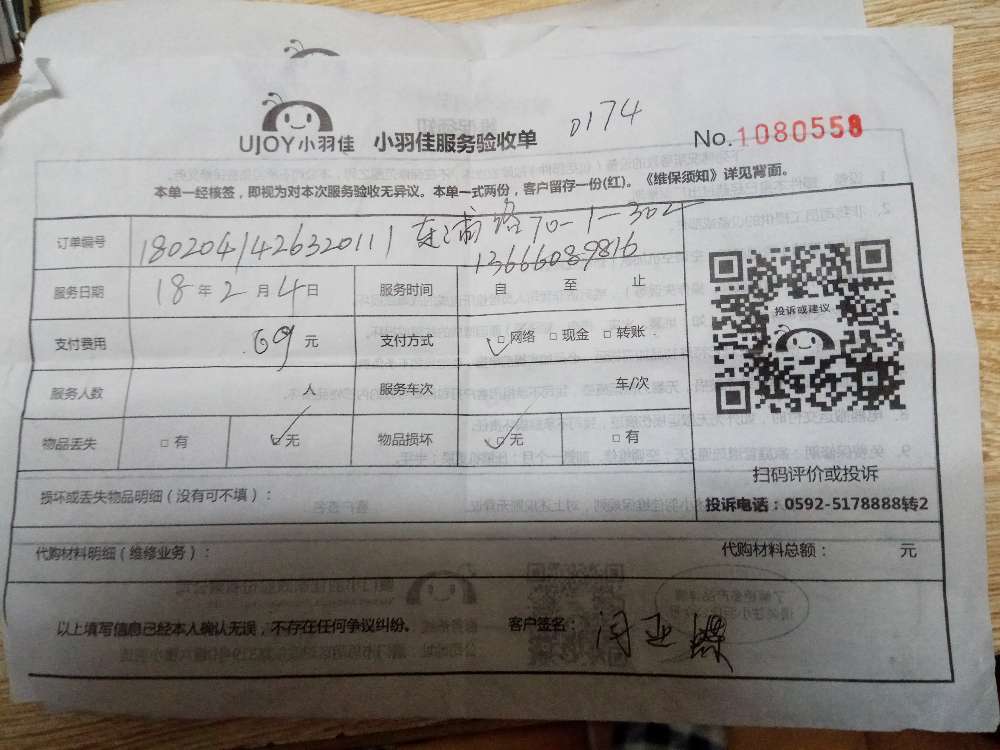 UJOY小羽佳 小羽佳服务验收单 0174 No.1080558
本单一经核签，即视为对本次服务验收无异议。本单一式两份，客户留存一份(红)。《维保须知》详见背面。
订单编号 180204142632011 东浦路70-1-302
13666089816
服务日期 18年2月4日 服务时间 自 至 止
投诉或建议
支付费用 69元 支付方式 ☑网络 □现金 □转账
服务人数 人 服务车次 车/次
物品丢失 □有 ☑无 物品损坏 ☑无 □有
扫码评价或投诉
损坏或丢失物品明细（没有可不填）： 投诉电话：0592-5178888转2
代购材料明细（维修业务）： 代购材料总额： 元
以上填写信息已经本人确认无误，不存在任何争议纠纷。 客户签名：